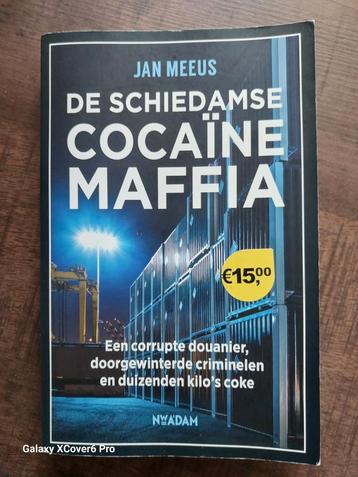 JAN MEEUS
DE SCHIEDAMSE
COCAÏNE
MAFFIA
€15,00
Een corrupte douanier,
doorgewinterde criminelen
en duizenden kilo's coke
NW A'DAM
Galaxy XCover6 Pro